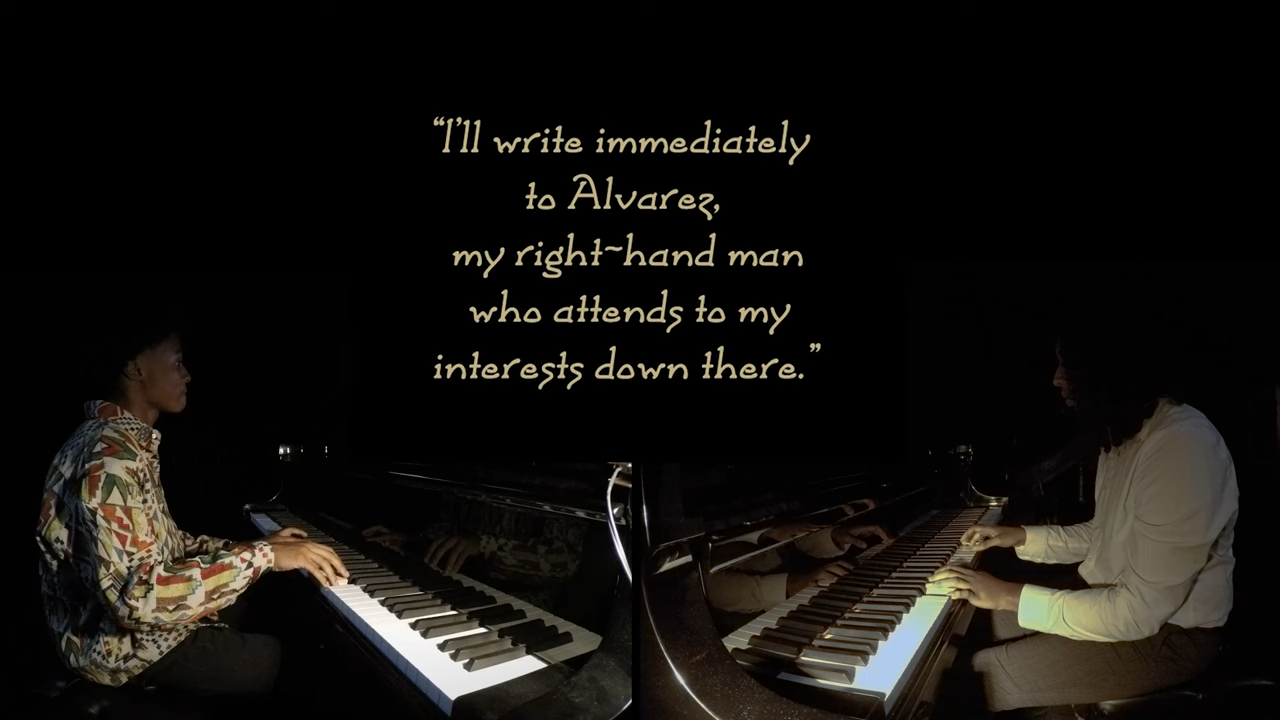 “I’ll write immediately
to Alvarez,
my right~hand man
who attends to my
interests down there.”